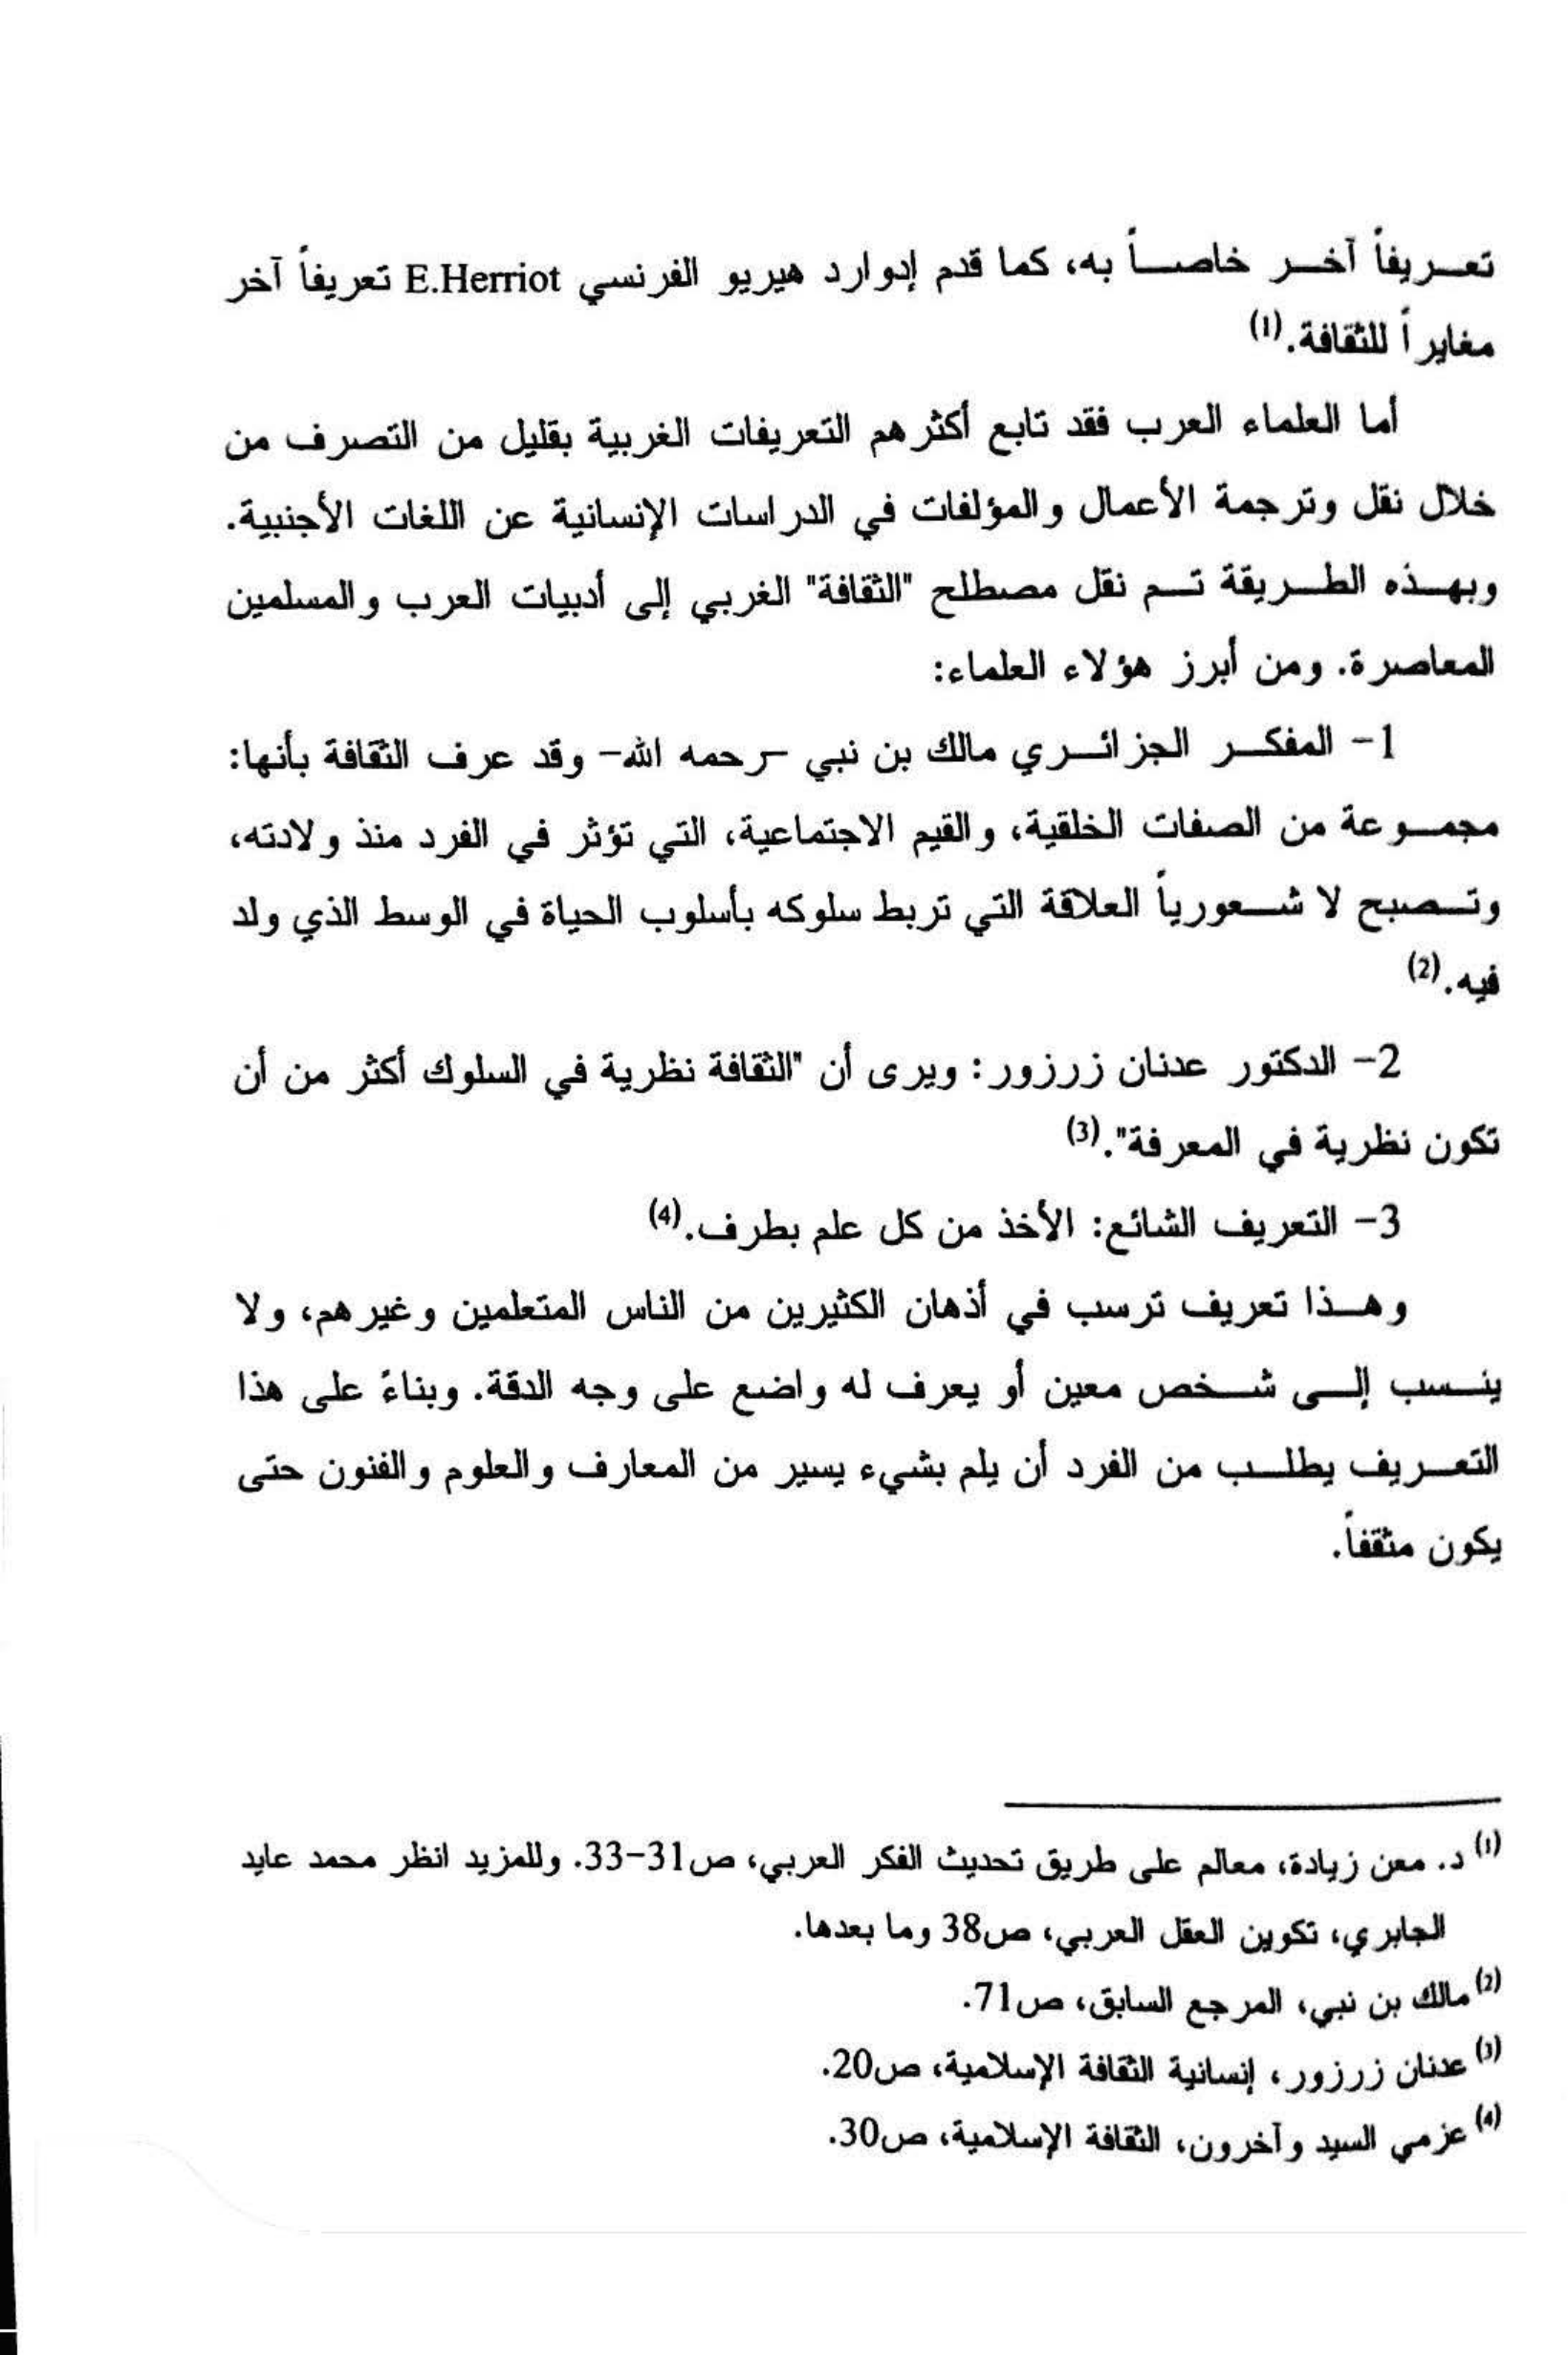 تعريفاً آخر خاصاً به، كما قدم إدوارد هيريو الفرنسي E.Herriot تعريفاً آخر
مغايراً للثقافة.(1)
أما العلماء العرب فقد تابع أكثرهم التعريفات الغربية بقليل من التصرف من
خلال نقل وترجمة الأعمال والمؤلفات في الدراسات الإنسانية عن اللغات الأجنبية.
وبهذه الطريقة تم نقل مصطلح "الثقافة" الغربي إلى أدبيات العرب والمسلمين
المعاصرة. ومن أبرز هؤلاء العلماء:
1- المفكر الجزائري مالك بن نبي -رحمه الله- وقد عرف الثقافة بأنها:
مجموعة من الصفات الخلقية، والقيم الاجتماعية، التي تؤثر في الفرد منذ ولادته،
وتصبح لا شعورياً العلاقة التي تربط سلوكه بأسلوب الحياة في الوسط الذي ولد
فيه.(2)
2- الدكتور عدنان زرزور: ويرى أن "الثقافة نظرية في السلوك أكثر من أن
تكون نظرية في المعرفة".(3)
3- التعريف الشائع: الأخذ من كل علم بطرف.(4)
وهذا تعريف ترسب في أذهان الكثيرين من الناس المتعلمين وغيرهم، ولا
ينسب إلى شخص معين أو يعرف له واضع على وجه الدقة. وبناءً على هذا
التعريف يطلب من الفرد أن يلم بشيء يسير من المعارف والعلوم والفنون حتى
يكون مثقفاً.
(1) د. معن زيادة، معالم على طريق تحديث الفكر العربي، ص31-33. وللمزيد انظر محمد عايد
الجابري، تكوين العقل العربي، ص38 وما بعدها.
(2) مالك بن نبي، المرجع السابق، ص71.
(3) عدنان زرزور، إنسانية الثقافة الإسلامية، ص20.
(4) عزمي السيد وآخرون، الثقافة الإسلامية، ص30.